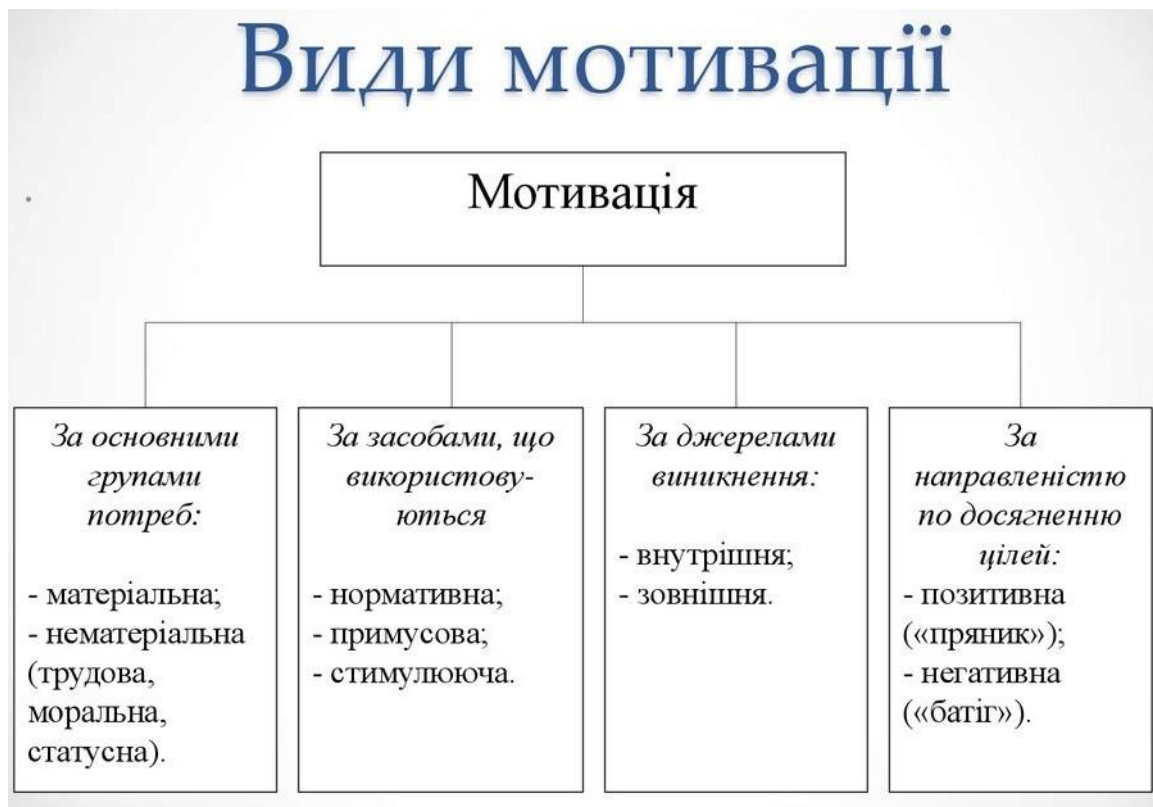 Види мотивації
Мотивація
За основними
групами
потреб:
- матеріальна;
- нематеріальна
(трудова,
моральна,
статусна).
За засобами, що
використову-
ються
- нормативна;
- примусова;
- стимулююча.
За джерелами
виникнення:
- внутрішня;
- зовнішня.
За
направленістю
по досягненню
цілей:
- позитивна
(«пряник»);
- негативна
(«батіг»).